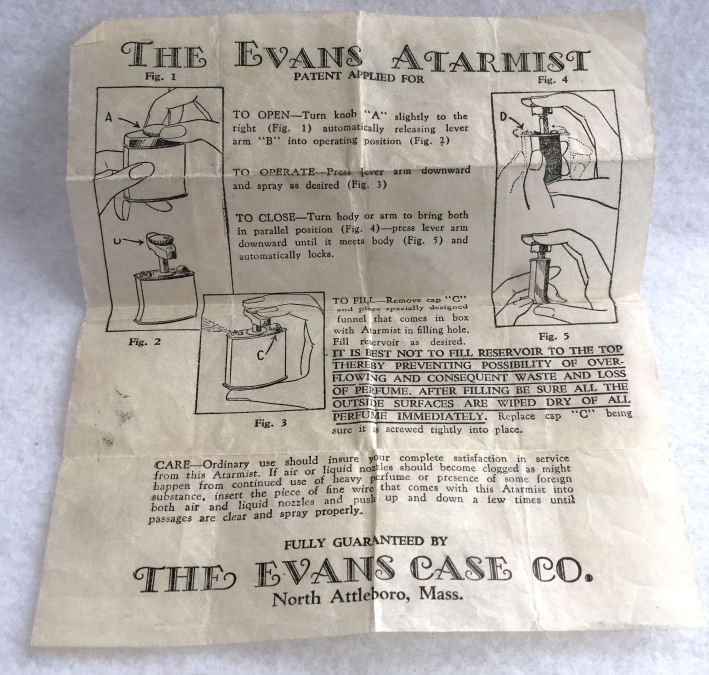 THE EVANS ATARMIST
PATENT APPLIED FOR
Fig. 1
Fig. 4
A
D
TO OPEN—Turn knob "A" slightly to the
right (Fig. 1) automatically releasing lever
arm "B" into operating position (Fig. 2)
TO OPERATE—Press lever arm downward
and spray as desired (Fig. 3)
TO CLOSE—Turn body or arm to bring both
in parallel position (Fig. 4)—press lever arm
downward until it meets body (Fig. 5) and
automatically locks.
Fig. 2
C
Fig. 3
Fig. 5
TO FILL—Remove cap "C"
and place specially designed
funnel that comes in box
with Atarmist in filling hole.
Fill reservoir as desired.
IT IS BEST NOT TO FILL RESERVOIR TO THE TOP
THEREBY PREVENTING POSSIBILITY OF OVER-
FLOWING AND CONSEQUENT WASTE AND LOSS
OF PERFUME. AFTER FILLING BE SURE ALL THE
OUTSIDE SURFACES ARE WIPED DRY OF ALL
PERFUME IMMEDIATELY. Replace cap "C" being
sure it is screwed tightly into place.
CARE—Ordinary use should insure your complete satisfaction in service
from this Atarmist. If air or liquid nozzles should become clogged as might
happen from continued use of heavy perfume or presence of some foreign
substance, insert the piece of fine wire that comes with this Atarmist into
both air and liquid nozzles and push up and down a few times until
passages are clear and spray properly.
FULLY GUARANTEED BY
THE EVANS CASE CO.
North Attleboro, Mass.